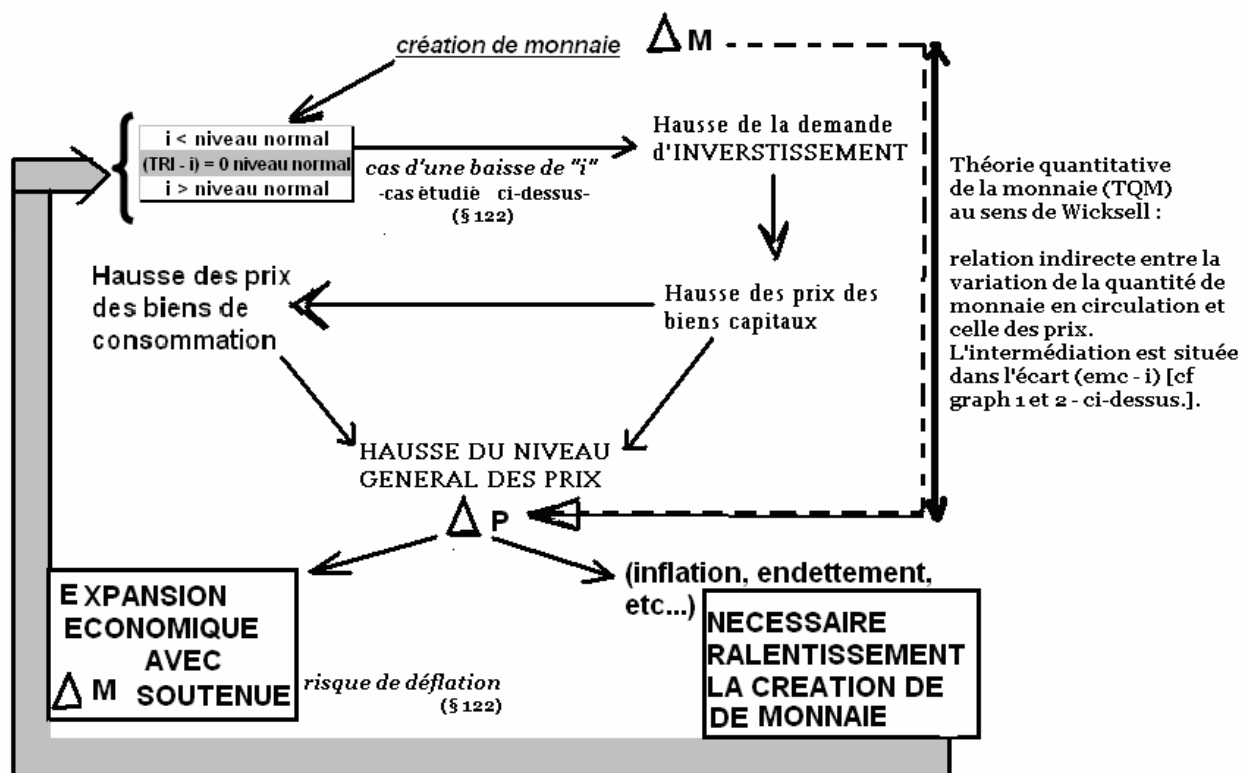 création de monnaie Δ M
i < niveau normal
(TRI - i) = 0 niveau normal
i > niveau normal
cas d'une baisse de "i"
-cas étudié ci-dessus-
(§ 122)
Hausse de la demande
d'INVERSTISSEMENT
Hausse des prix
des biens de
consommation
Hausse des prix des
biens capitaux
Théorie quantitative
de la monnaie (TQM)
au sens de Wicksell :
relation indirecte entre la
variation de la quantité de
monnaie en circulation et
celle des prix.
L'intermédiation est située
dans l'écart (emc - i) [cf
graph 1 et 2 - ci-dessus.].
HAUSSE DU NIVEAU
GENERAL DES PRIX
Δ P
EXPANSION
ECONOMIQUE
AVEC
Δ M SOUTENUE
risque de déflation
(§ 122)
(inflation, endettement,
etc...)
NECESSAIRE
RALENTISSEMENT
LA CREATION DE
DE MONNAIE